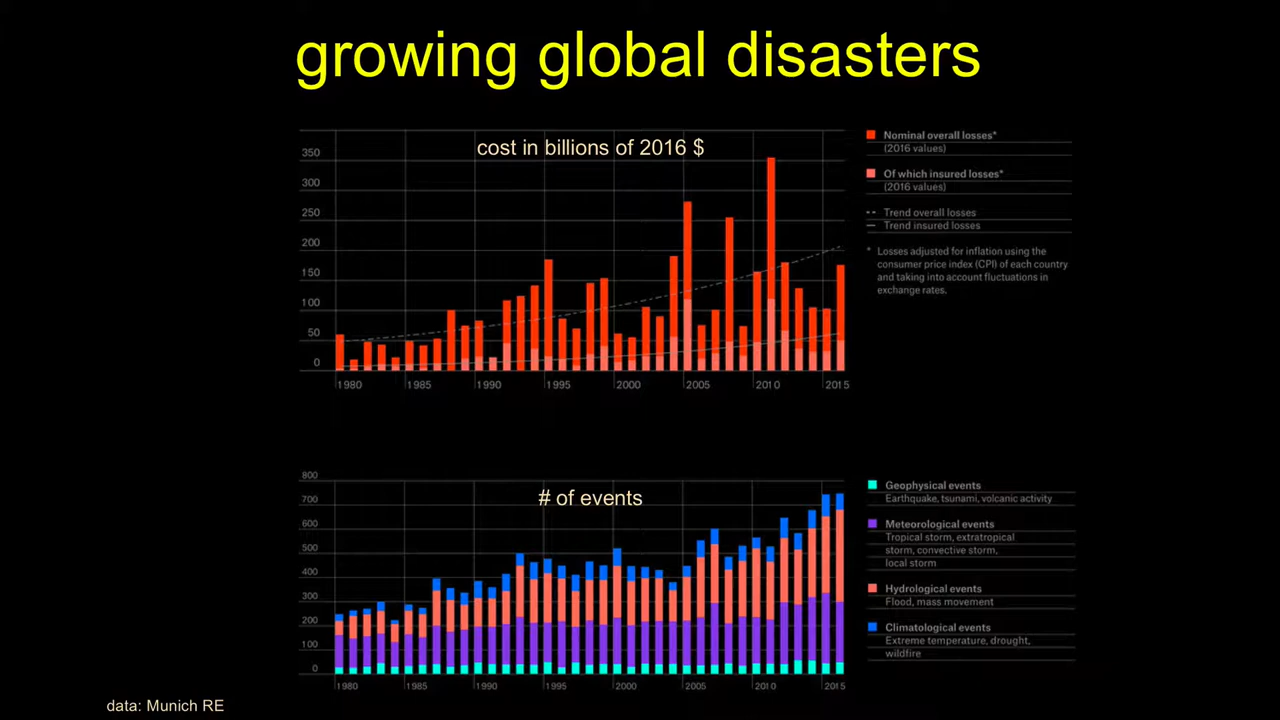 growing global disasters
cost in billions of 2016 $
350
300
250
200
150
100
50
0
1980
1985
1990
1995
2000
2005
2010
2015
Nominal overall losses*
(2016 values)
Of which insured losses*
(2016 values)
Trend overall losses
Trend insured losses
* Losses adjusted for inflation using the
consumer price index (CPI) of each country
and taking into account fluctuations in
exchange rates.
# of events
800
700
600
500
400
300
200
100
0
1980
1985
1990
1995
2000
2005
2010
2015
Geophysical events
Earthquake, tsunami, volcanic activity
Meteorological events
Tropical storm, extratropical
storm, convective storm,
local storm
Hydrological events
Flood, mass movement
Climatological events
Extreme temperature, drought,
wildfire
data: Munich RE